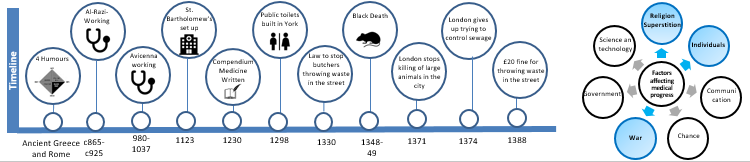 Timeline
4 Humours
Al-Razi-
Working
Avicenna
working
St.
Bartholomew's
set up
Compendium
Medicine
Written
Public toilets
built in York
Law to stop
butchers
throwing waste
in the street
Black Death
London stops
killing of large
animals in the
city
London gives
up trying to
control sewage
£20 fine for
throwing waste
in the street
Ancient Greece
and Rome
c865-
c925
980-
1037
1123
1230
1298
1330
1348-
49
1371
1374
1388
Religion
Superstition
Individuals
Communi
cation
Chance
War
Government
Science an
technology
Factors
affecting
medical
progress